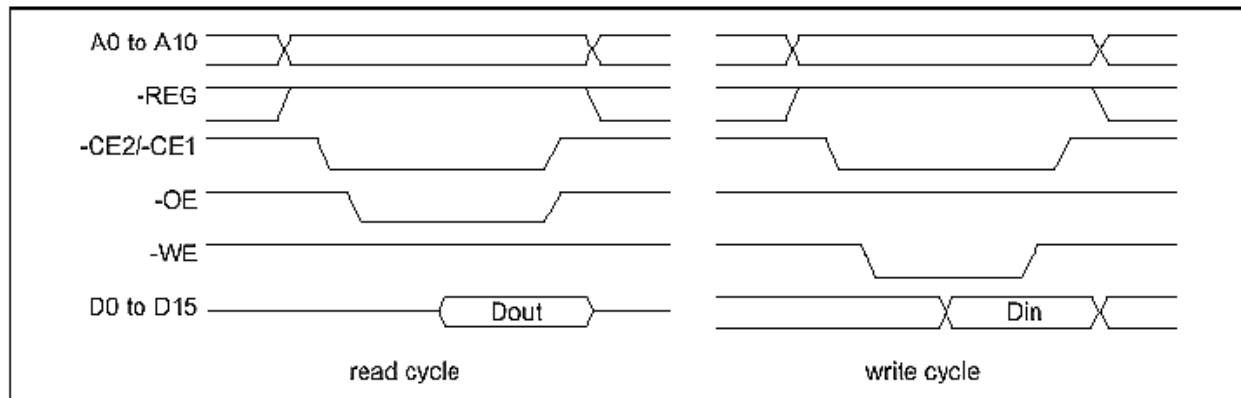 A0 to A10
-REG
-CE2/-CE1
-OE
-WE
D0 to D15
Dout
Din
read cycle
write cycle